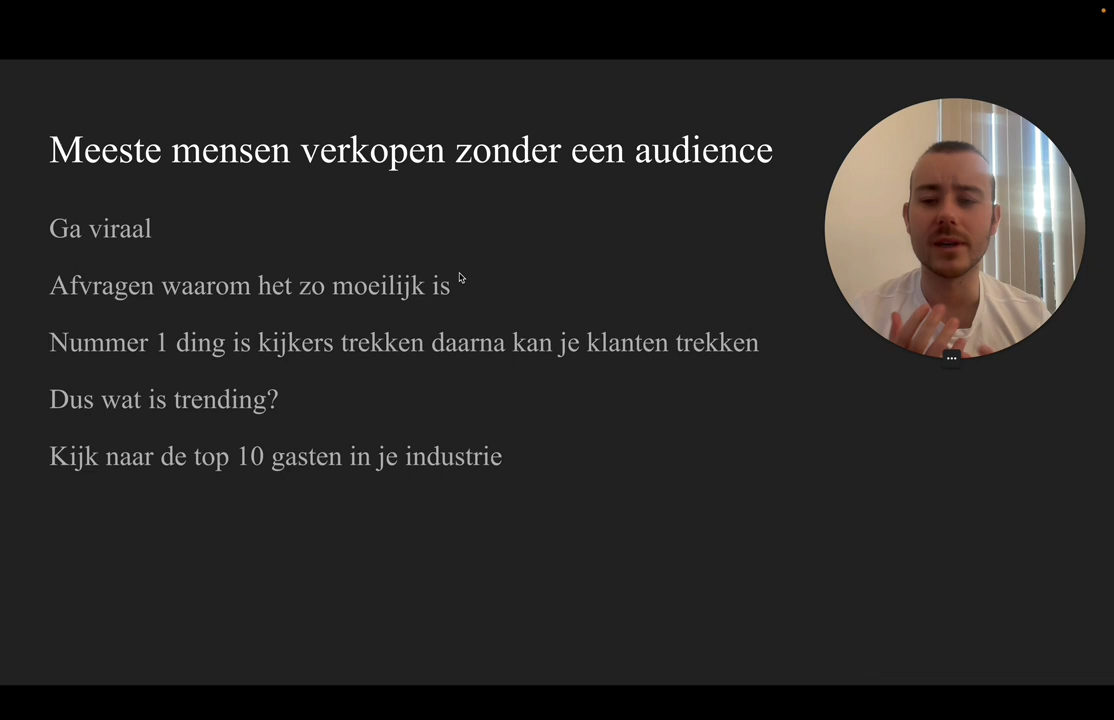 Meeste mensen verkopen zonder een audience
Ga viraal
Afvragen waarom het zo moeilijk is
Nummer 1 ding is kijkers trekken daarna kan je klanten trekken
Dus wat is trending?
Kijk naar de top 10 gasten in je industrie